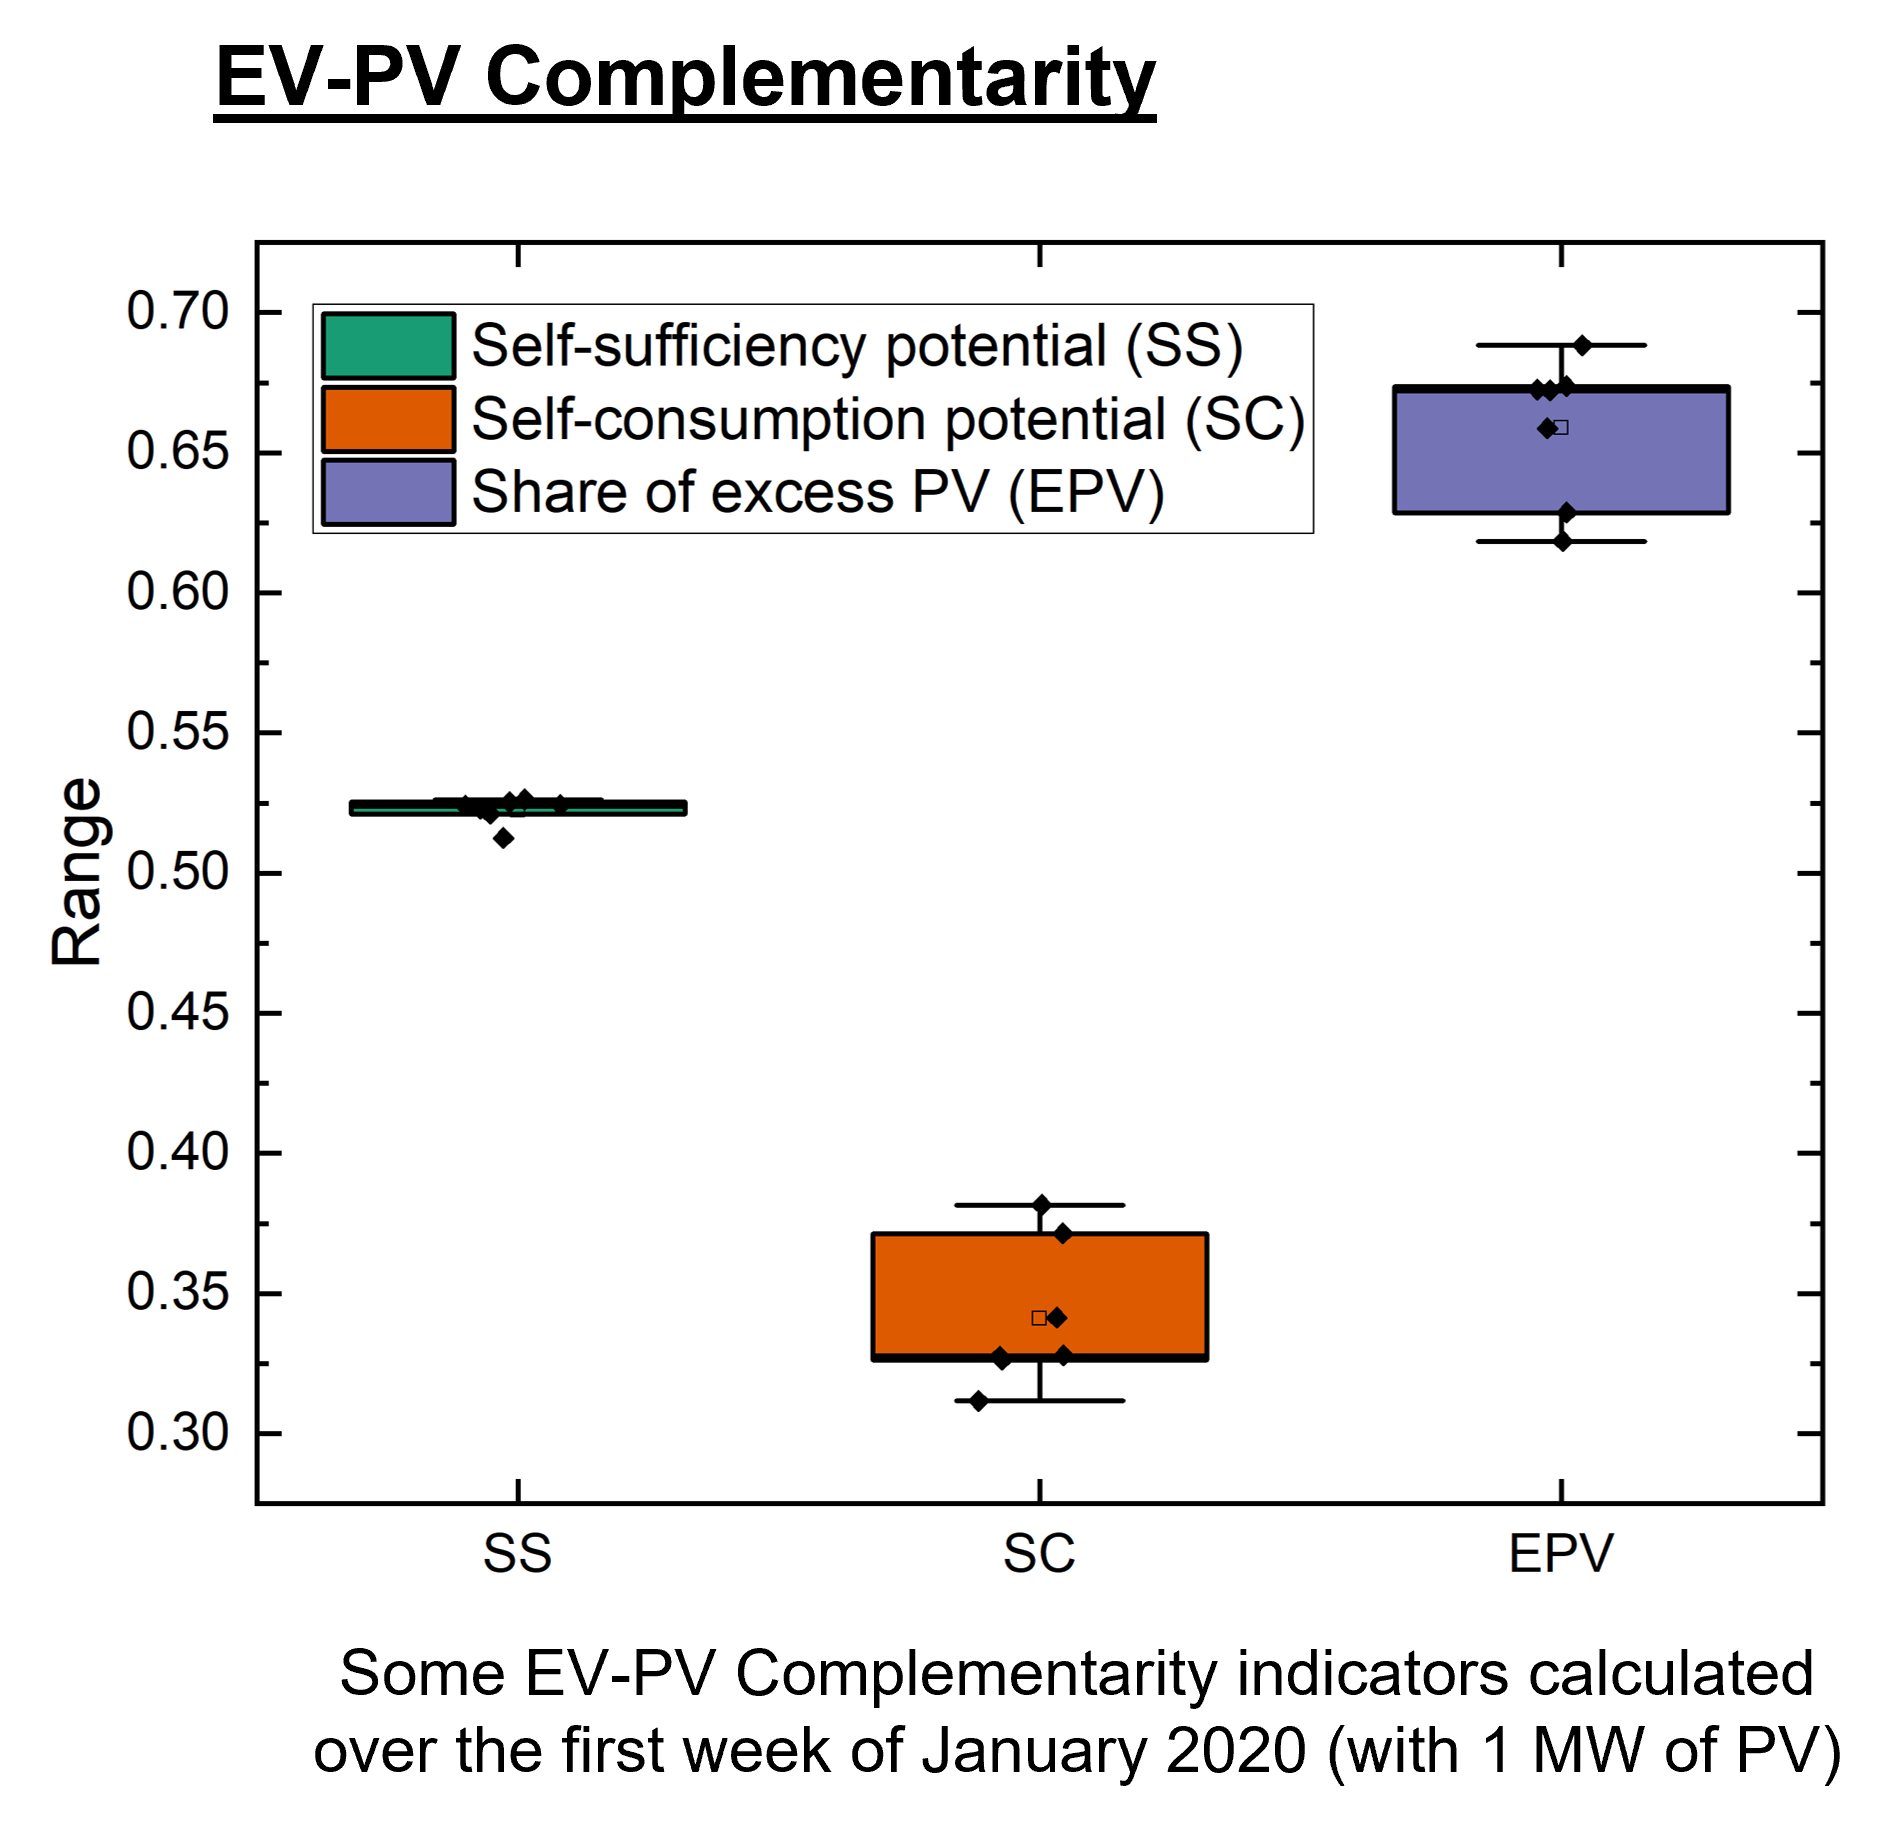 EV-PV Complementarity
Self-sufficiency potential (SS)
Self-consumption potential (SC)
Share of excess PV (EPV)
0.70
0.65
0.60
0.55
0.50
0.45
0.40
0.35
0.30
Range
SS SC EPV
Some EV-PV Complementarity indicators calculated
over the first week of January 2020 (with 1 MW of PV)